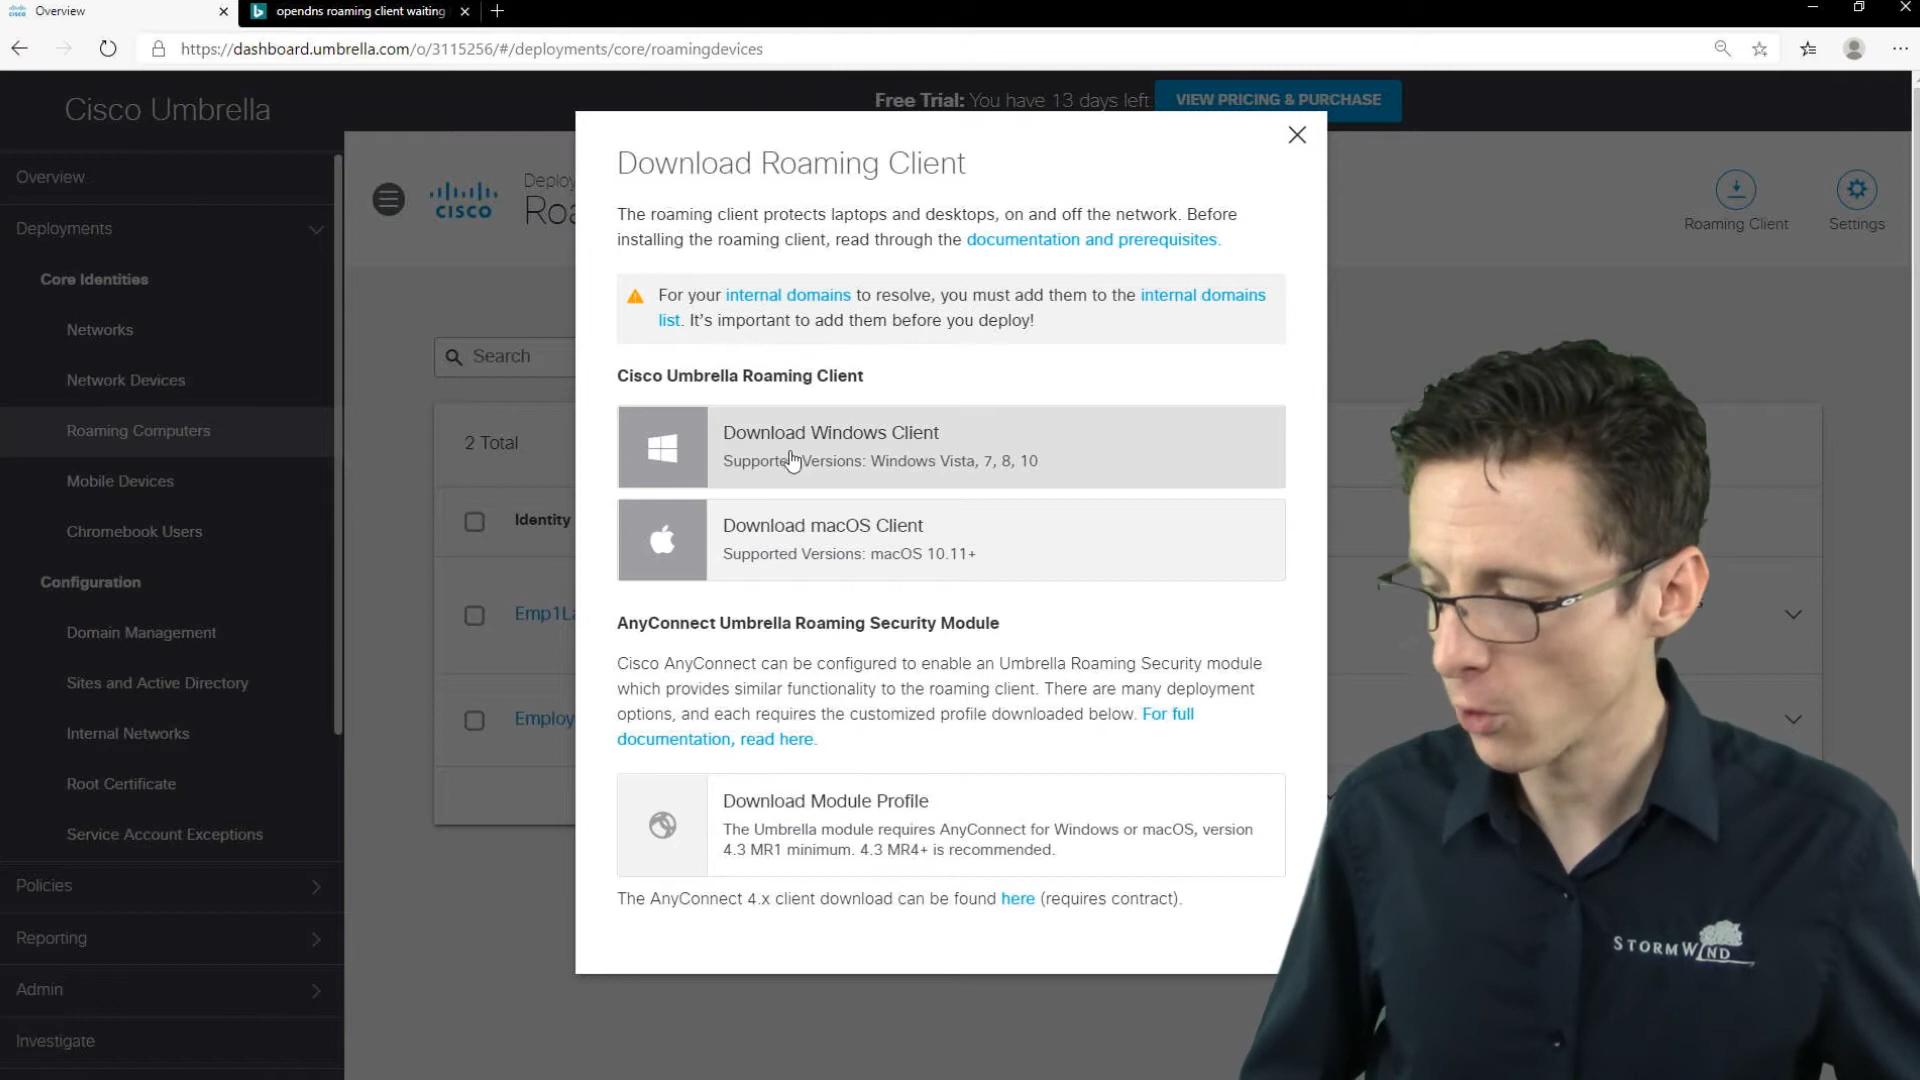 Overview
opendns roaming client waiting
https://dashboard.umbrella.com/o/3115256/#/deployments/core/roamingdevices
Cisco Umbrella
Free Trial: You have 13 days left.
VIEW PRICING & PURCHASE
Overview
Deployments
Core Identities
Networks
Network Devices
Roaming Computers
Mobile Devices
Chromebook Users
Configuration
Domain Management
Sites and Active Directory
Internal Networks
Root Certificate
Service Account Exceptions
Policies
Reporting
Admin
Investigate
CISCO
Deploy
Roa
Roaming Client
Settings
Search
2 Total
Identity
Emp1La
Employ
Download Roaming Client
The roaming client protects laptops and desktops, on and off the network. Before
installing the roaming client, read through the documentation and prerequisites.
For your internal domains to resolve, you must add them to the internal domains
list. It's important to add them before you deploy!
Cisco Umbrella Roaming Client
Download Windows Client
Supported Versions: Windows Vista, 7, 8, 10
Download macOS Client
Supported Versions: macOS 10.11+
AnyConnect Umbrella Roaming Security Module
Cisco AnyConnect can be configured to enable an Umbrella Roaming Security module
which provides similar functionality to the roaming client. There are many deployment
options, and each requires the customized profile downloaded below. For full
documentation, read here.
Download Module Profile
The Umbrella module requires AnyConnect for Windows or macOS, version
4.3 MR1 minimum. 4.3 MR4+ is recommended.
The AnyConnect 4.x client download can be found here (requires contract).
STORMWIND